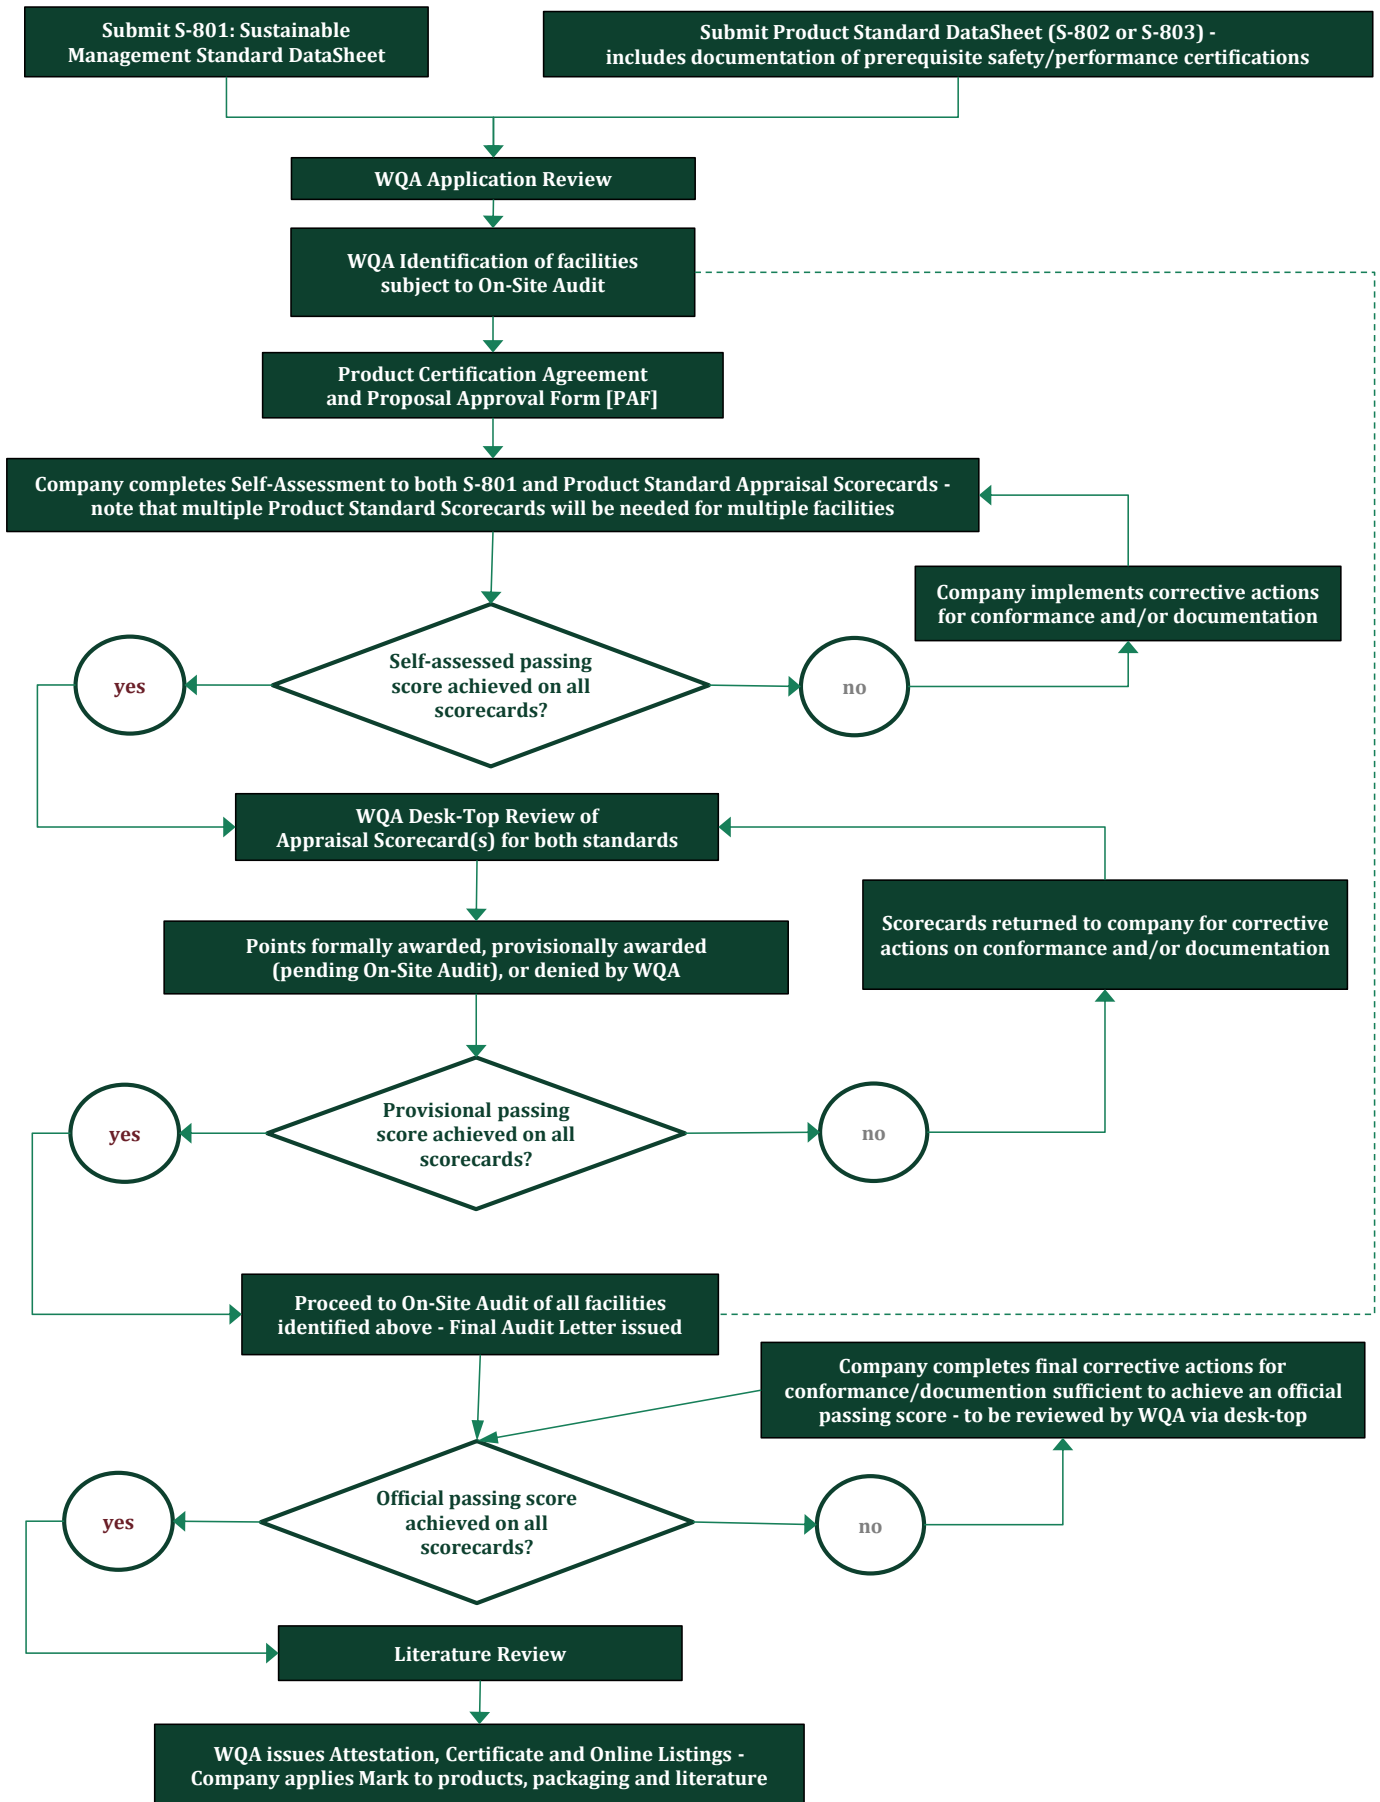 Submit S-801: Sustainable
Management Standard DataSheet
Submit Product Standard DataSheet (S-802 or S-803) -
includes documentation of prerequisite safety/performance certifications
WQA Application Review
WQA Identification of facilities
subject to On-Site Audit
Product Certification Agreement
and Proposal Approval Form [PAF]
Company completes Self-Assessment to both S-801 and Product Standard Appraisal Scorecards -
note that multiple Product Standard Scorecards will be needed for multiple facilities
Company implements corrective actions
for conformance and/or documentation
Self-assessed passing
score achieved on all
scorecards?
yes
no
WQA Desk-Top Review of
Appraisal Scorecard(s) for both standards
Scorecards returned to company for corrective
actions on conformance and/or documentation
Points formally awarded, provisionally awarded
(pending On-Site Audit), or denied by WQA
Provisional passing
score achieved on all
scorecards?
yes
no
Proceed to On-Site Audit of all facilities
identified above - Final Audit Letter issued
Company completes final corrective actions for
conformance/documention sufficient to achieve an official
passing score - to be reviewed by WQA via desk-top
Official passing score
achieved on all
scorecards?
yes
no
Literature Review
WQA issues Attestation, Certificate and Online Listings -
Company applies Mark to products, packaging and literature